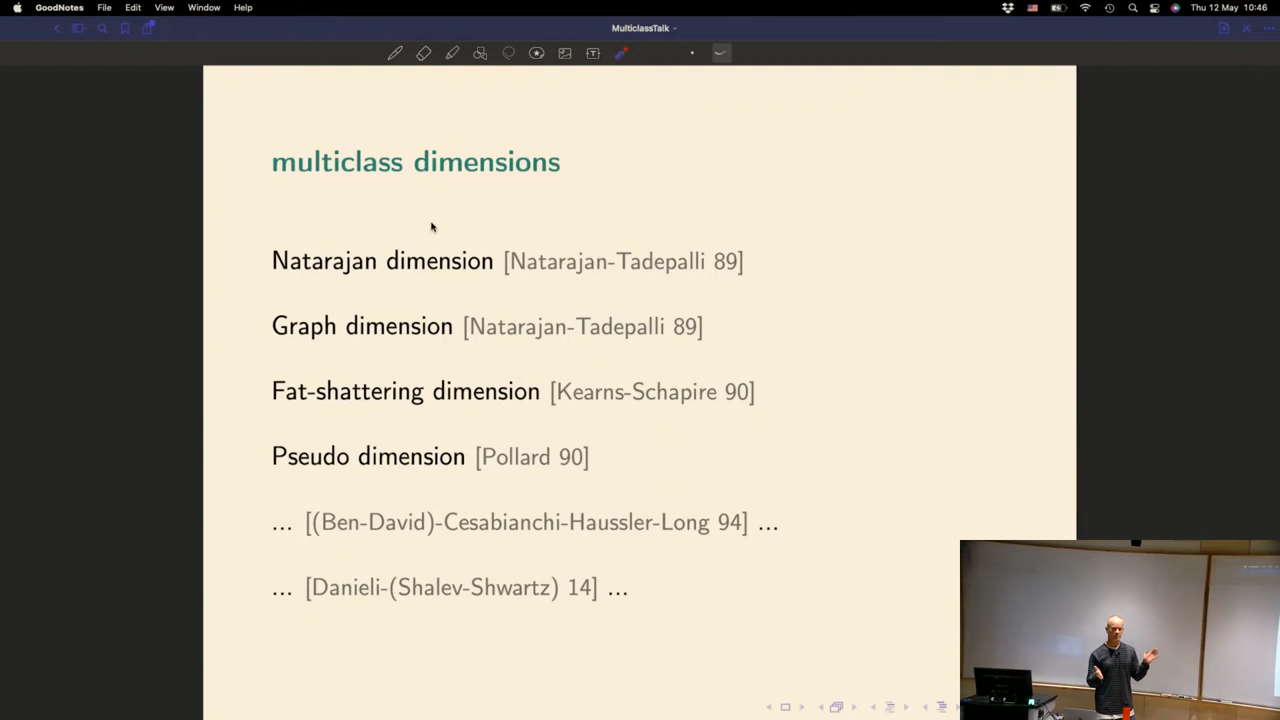 GoodNotes File Edit View Window Help Thu 12 May 10:46
MulticlassTalk
multiclass dimensions
Natarajan dimension [Natarajan-Tadepalli 89]
Graph dimension [Natarajan-Tadepalli 89]
Fat-shattering dimension [Kearns-Schapire 90]
Pseudo dimension [Pollard 90]
... [(Ben-David)-Cesabianchi-Haussler-Long 94] ...
... [Danieli-(Shalev-Shwartz) 14] ...